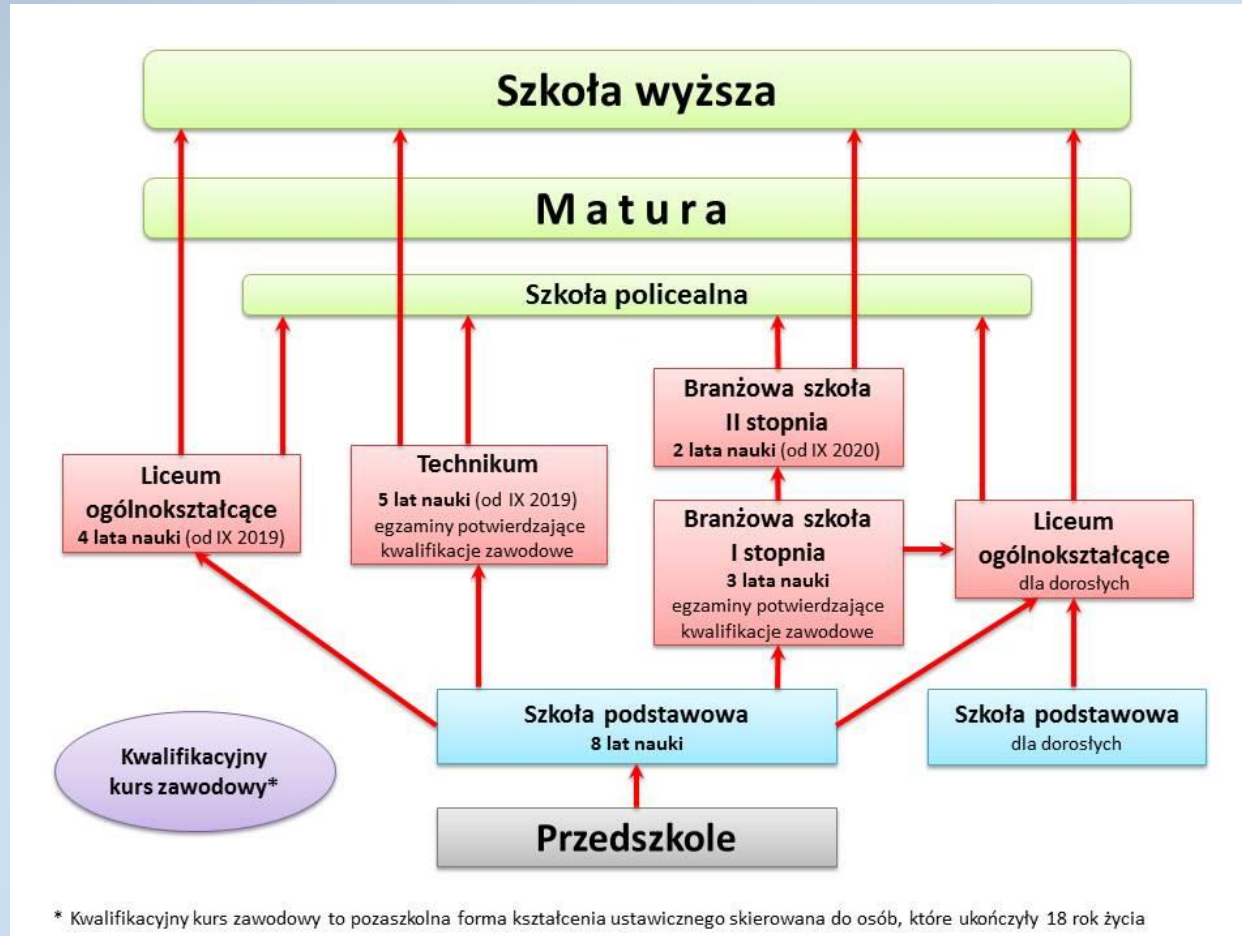 Szkoła wyższa
Matura
Szkoła policealna
Branżowa szkoła
II stopnia
2 lata nauki (od IX 2020)
Liceum
ogólnokształcące
4 lata nauki (od IX 2019)
Technikum
5 lat nauki (od IX 2019)
egzaminy potwierdzające
kwalifikacje zawodowe
Branżowa szkoła
I stopnia
3 lata nauki
egzaminy potwierdzające
kwalifikacje zawodowe
Liceum
ogólnokształcące
dla dorosłych
Szkoła podstawowa
8 lat nauki
Szkoła podstawowa
dla dorosłych
Kwalifikacyjny
kurs zawodowy*
Przedszkole
* Kwalifikacyjny kurs zawodowy to pozaszkolna forma kształcenia ustawicznego skierowana do osób, które ukończyły 18 rok życia